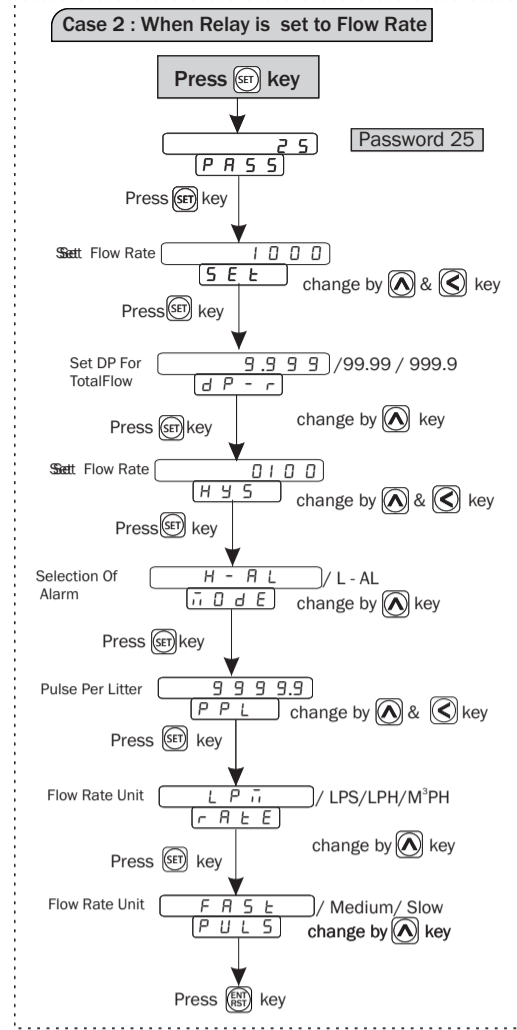 Case 2 : When Relay is set to Flow Rate
Press SET key
25
PASS
Password 25
Press SET key
Sett Flow Rate 1000
SEt
change by & key
Press SET key
Set DP For
TotalFlow
9.999 /99.99 / 999.9
dP-r
change by key
Press SET key
Sett Flow Rate 0100
HYS
change by & key
Press SET key
Selection Of
Alarm
H-AL / L - AL
MODE
change by key
Press SET key
Pulse Per Litter 9999.9
PPL
change by & key
Press SET key
Flow Rate Unit LPM / LPS/LPH/M³PH
rAtE
change by key
Press SET key
Flow Rate Unit FASt / Medium/ Slow
PULS
change by key
Press ENT RST key